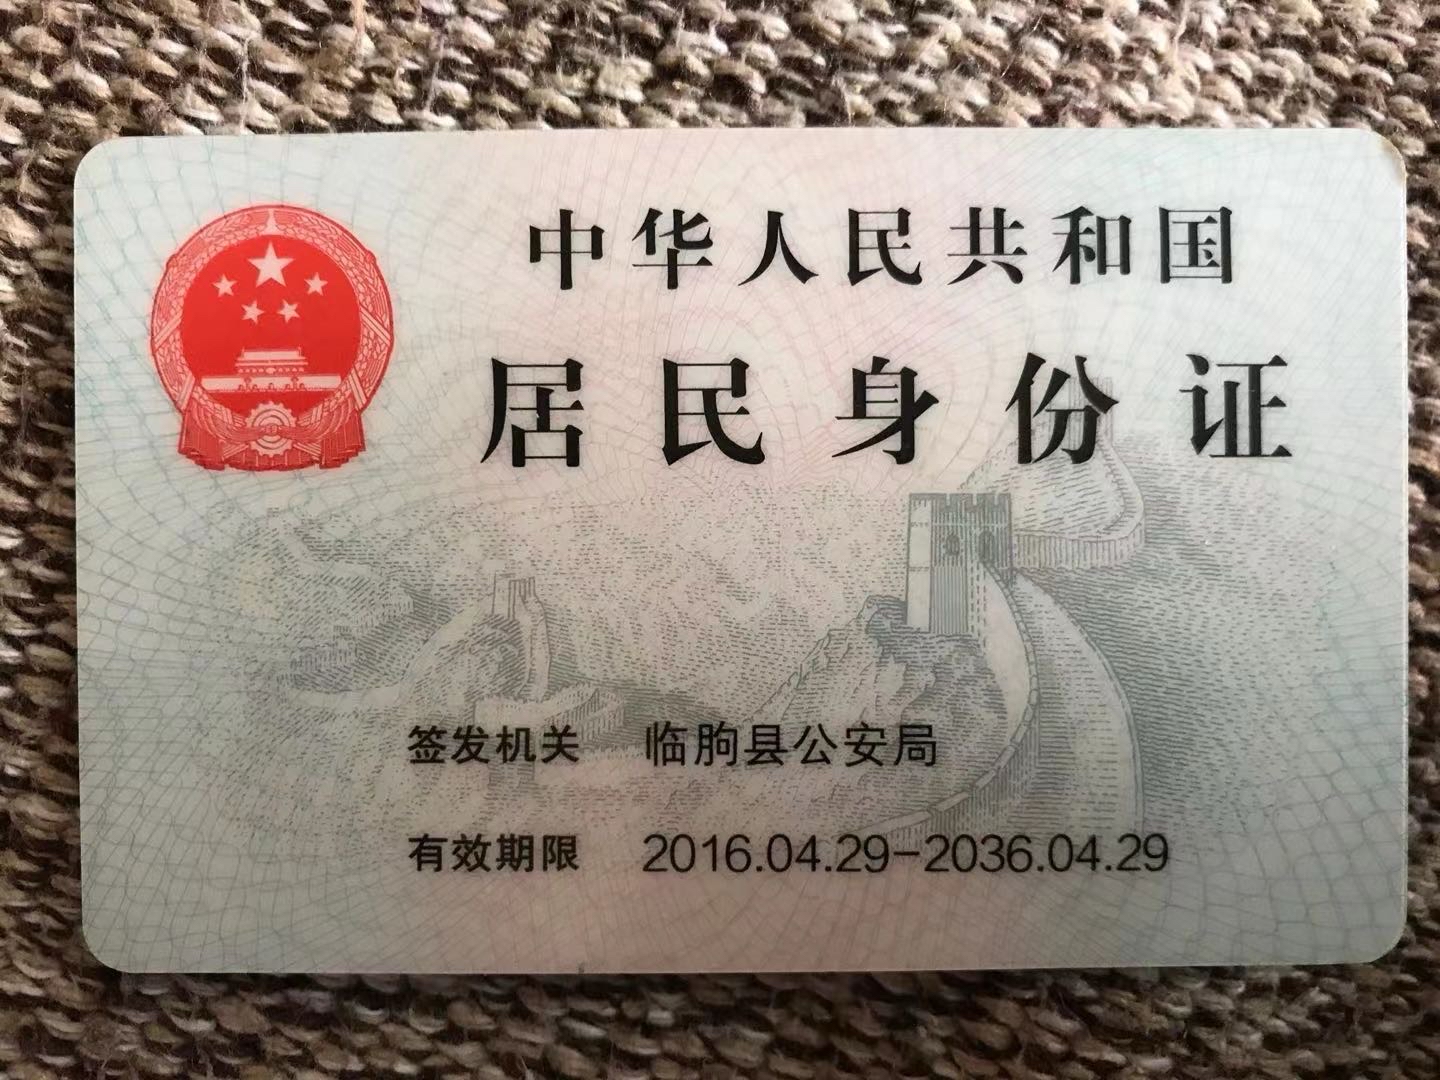 中华人民共和国
居民身份证
签发机关 临朐县公安局
有效期限 2016.04.29-2036.04.29